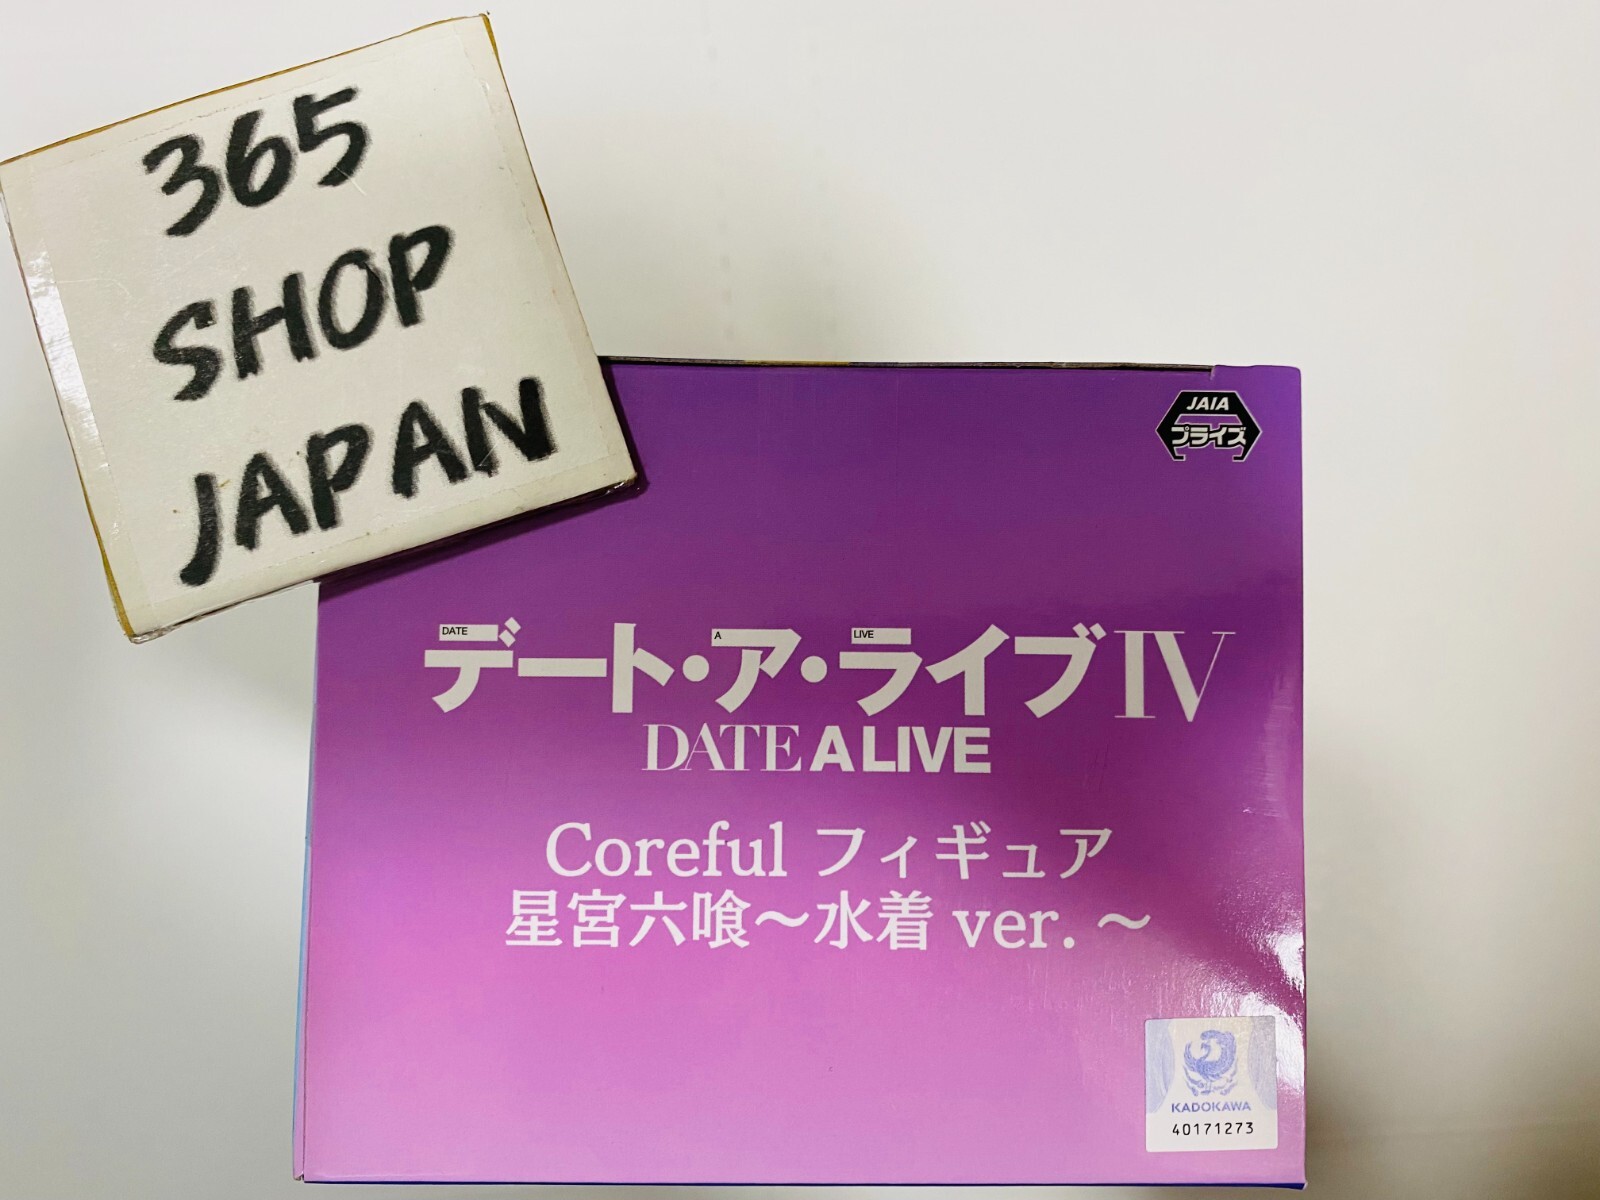 365
SHOP
JAPAN
JAIA
プライズ
DATE A LIVE
デート・ア・ライブIV
DATE A LIVE
Coreful フィギュア
星宮六喰〜水着 ver. 〜
KADOKAWA
40171273